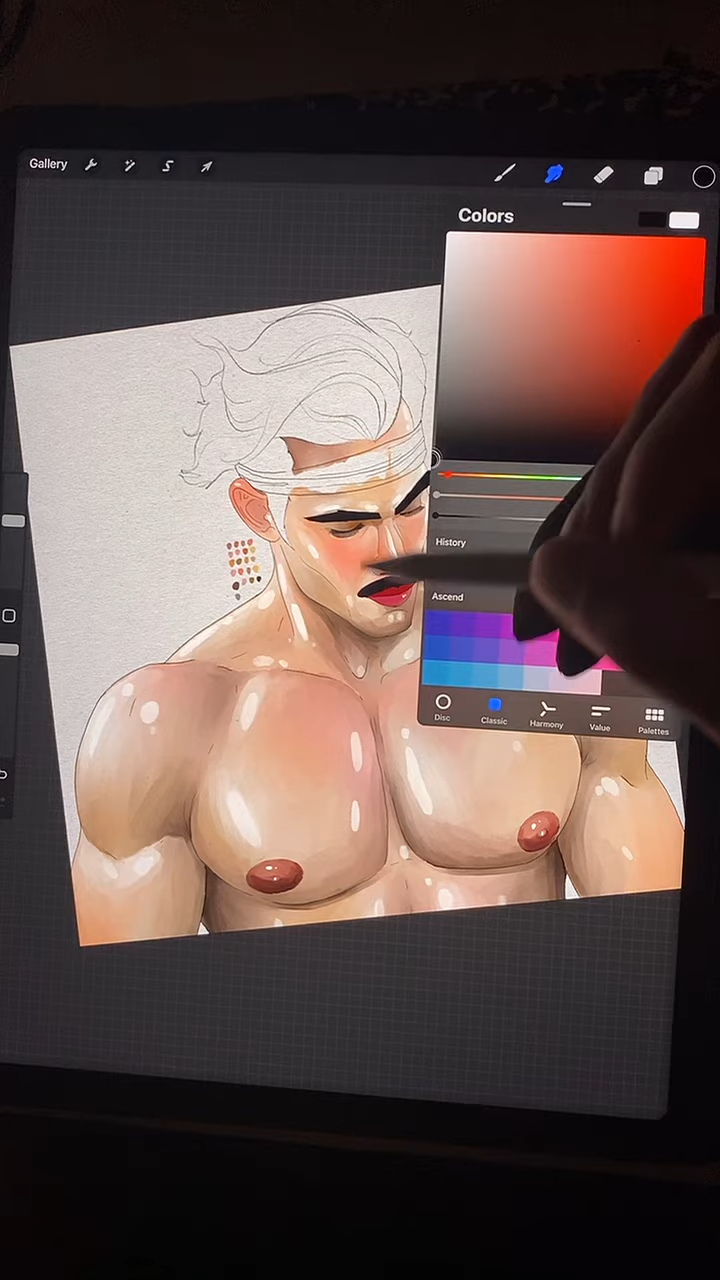 Gallery
Colors
History
Ascend
Disc
Classic
Harmony
Value
Palettes